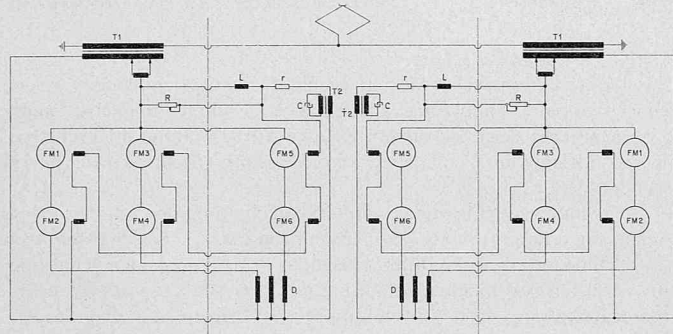 T1 T1
L r r L
R C T2 T2 C R
FM1 FM3 FM5 FM5 FM3 FM1
FM2 FM4 FM6 FM6 FM4 FM2
D D